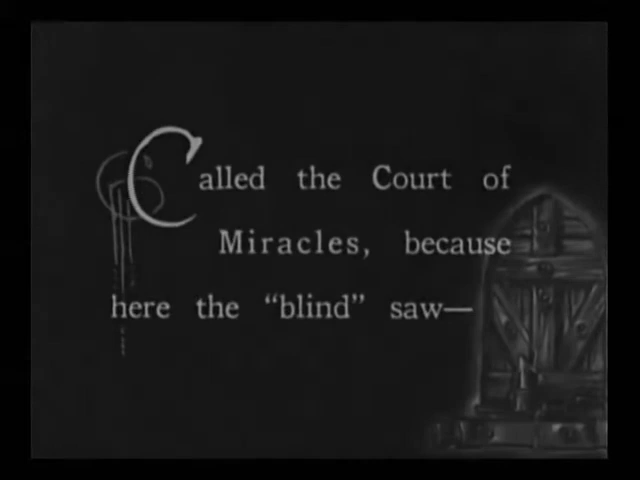 Called the Court of
Miracles, because
here the “blind” saw—